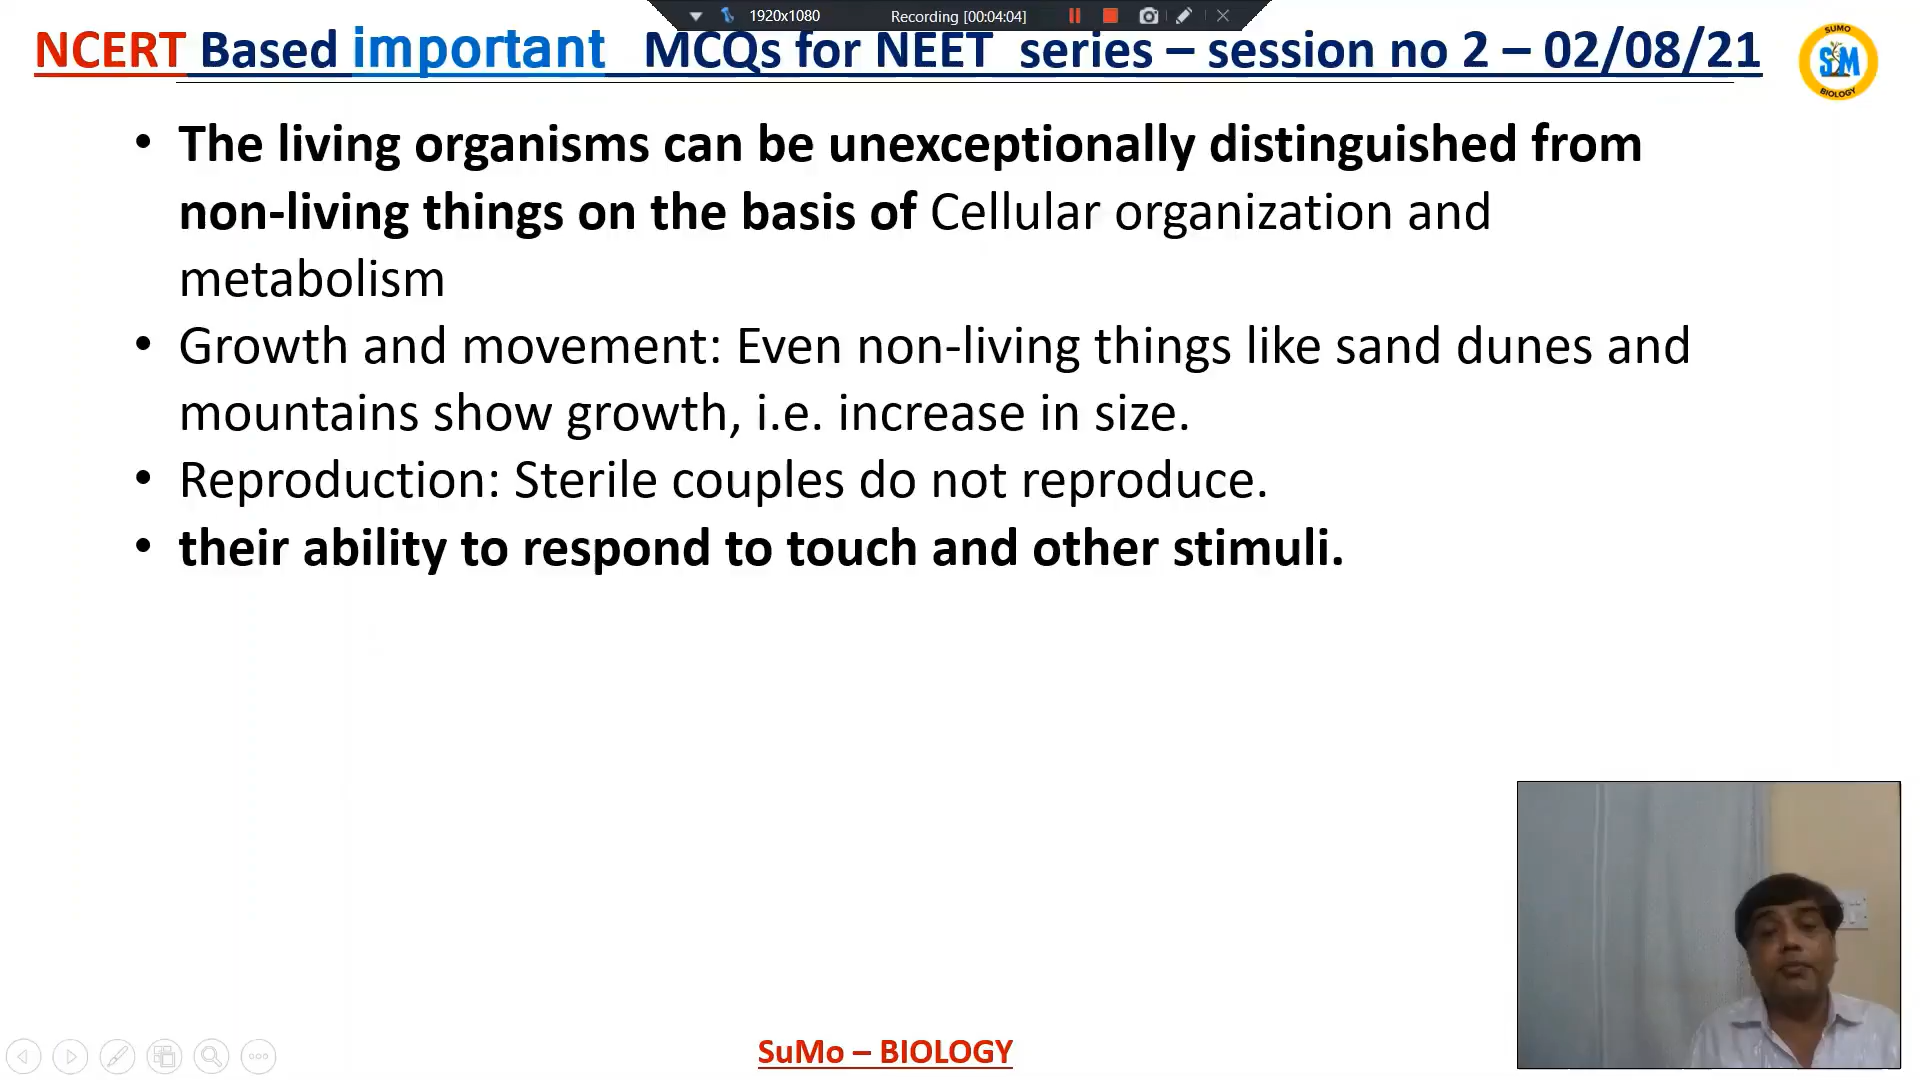 1920x1080 Recording [00:04:04]
NCERT Based important MCQs for NEET series – session no 2 – 02/08/21
SUMO
SM
BIOLOGY
• The living organisms can be unexceptionally distinguished from
non-living things on the basis of Cellular organization and
metabolism
• Growth and movement: Even non-living things like sand dunes and
mountains show growth, i.e. increase in size.
• Reproduction: Sterile couples do not reproduce.
• their ability to respond to touch and other stimuli.
SuMo – BIOLOGY